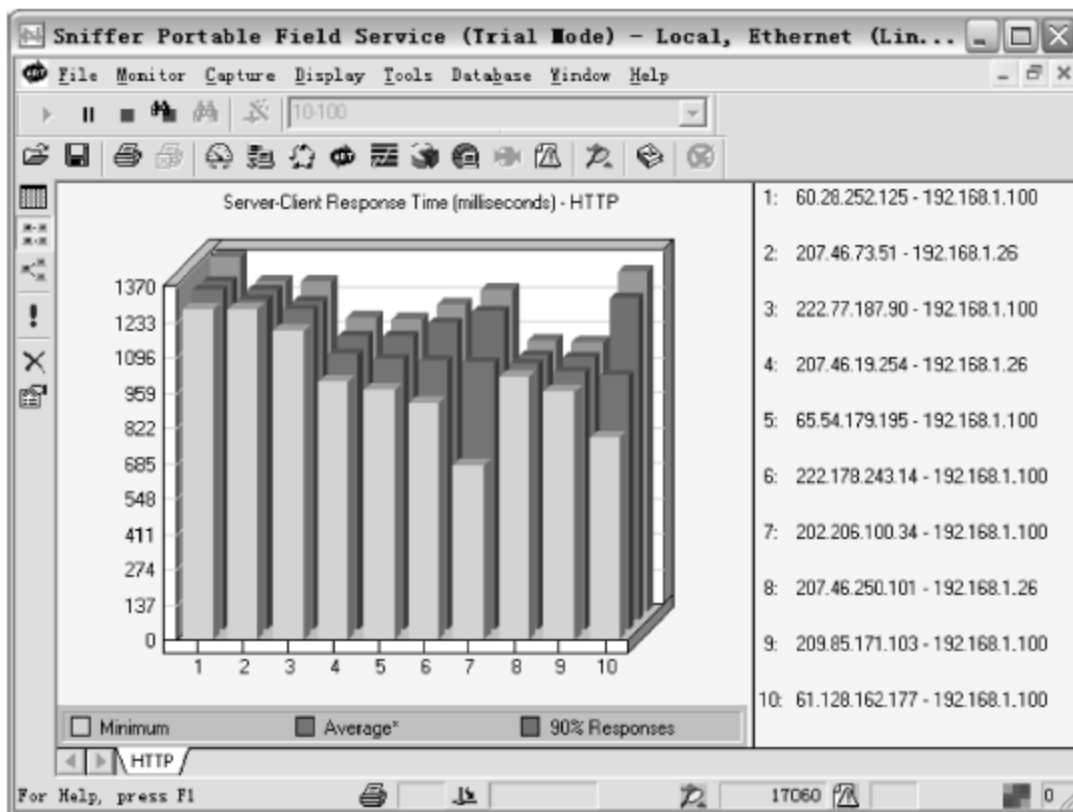 Sniffer Portable Field Service (Trial Mode) - Local, Ethernet (Lin...
File Monitor Capture Display Tools Database Window Help
10-100
Server-Client Response Time (milliseconds) - HTTP
1370
1233
1096
959
822
685
548
411
274
137
0
1 2 3 4 5 6 7 8 9 10
Minimum Average* 90% Responses
1: 60.28.252.125 - 192.168.1.100
2: 207.46.73.51 - 192.168.1.26
3: 222.77.187.90 - 192.168.1.100
4: 207.46.19.254 - 192.168.1.26
5: 65.54.179.195 - 192.168.1.100
6: 222.178.243.14 - 192.168.1.100
7: 202.206.100.34 - 192.168.1.100
8: 207.46.250.101 - 192.168.1.26
9: 209.85.171.103 - 192.168.1.100
10: 61.128.162.177 - 192.168.1.100
HTTP
For Help, press F1 17060 0